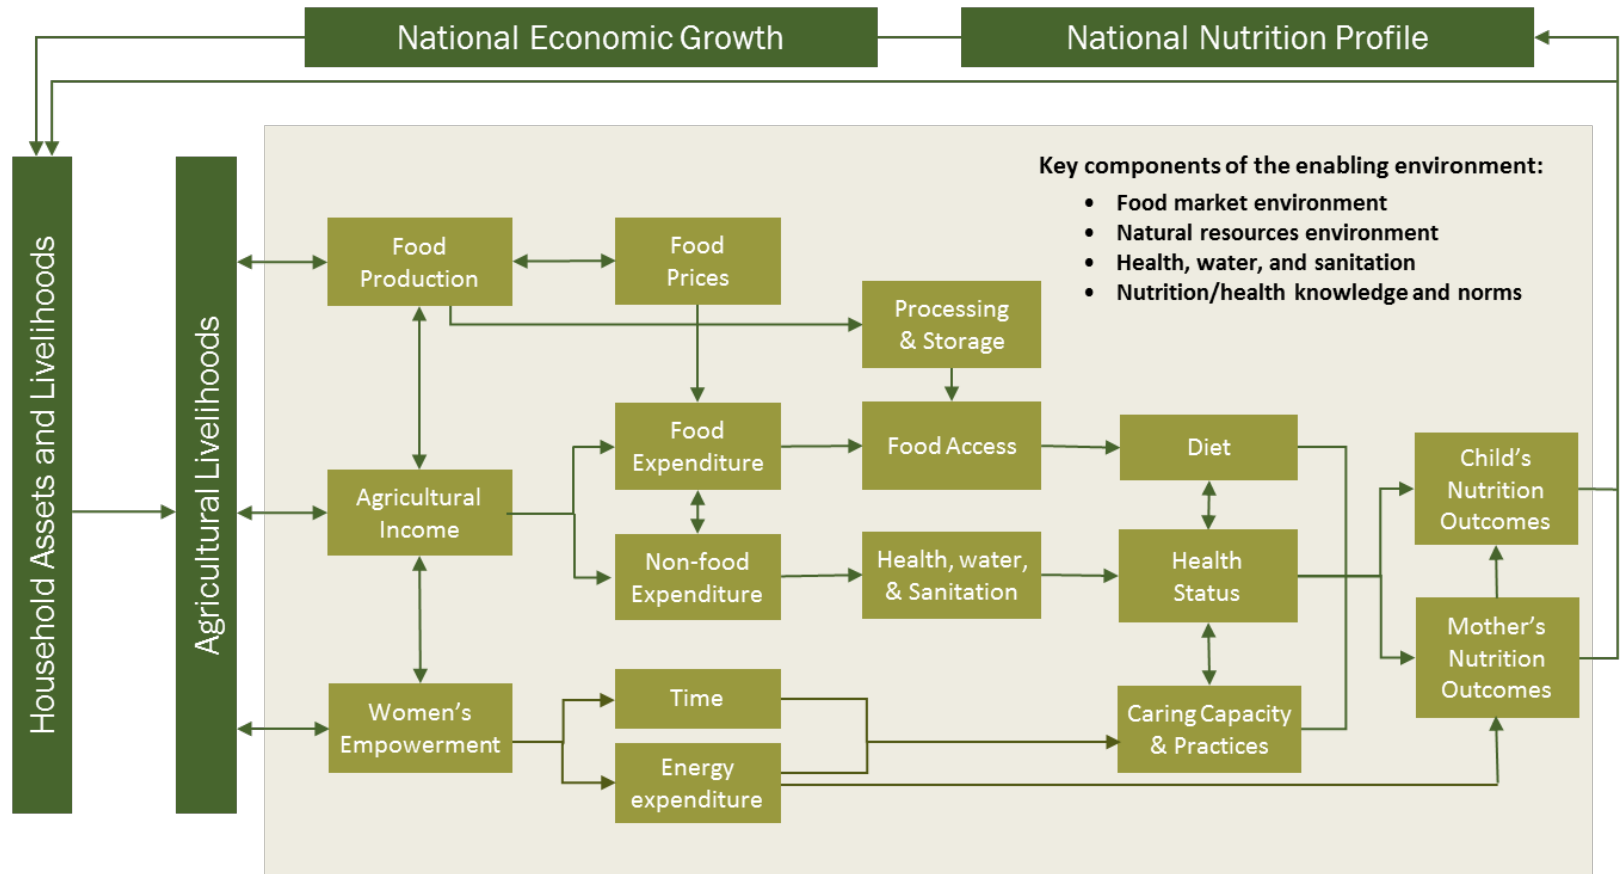 National Economic Growth
National Nutrition Profile
Household Assets and Livelihoods
Agricultural Livelihoods
Key components of the enabling environment:
• Food market environment
• Natural resources environment
• Health, water, and sanitation
• Nutrition/health knowledge and norms
Food
Production
Food
Prices
Processing
& Storage
Food
Expenditure
Food Access
Diet
Child's
Nutrition
Outcomes
Agricultural
Income
Non-food
Expenditure
Health, water,
& Sanitation
Health
Status
Mother's
Nutrition
Outcomes
Women's
Empowerment
Time
Energy
expenditure
Caring Capacity
& Practices